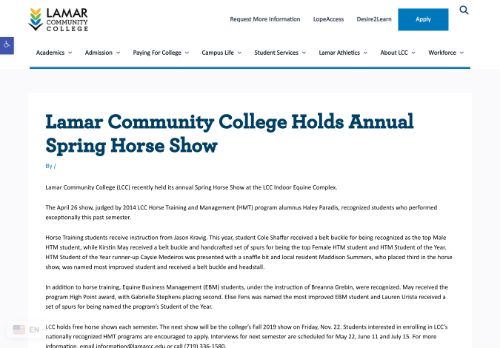 LAMAR
COMMUNITY
COLLEGE
Request More Information LopeAccess Desire2Learn Apply
Academics Admission Paying For College Campus Life Student Services Lamar Athletics About LCC Workforce
Lamar Community College Holds Annual
Spring Horse Show
By /
Lamar Community College (LCC) recently held its annual Spring Horse Show at the LCC Indoor Equine Complex.
The April 26 show, judged by 2014 LCC Horse Training and Management (HMT) program alumnus Haley Paradis, recognized students who performed
exceptionally this past semester.
Horse Training students receive instruction from Jason Kravig. This year, student Cole Shaffer received a belt buckle for being recognized as the top Male
HTM student, while Kirstin May received a belt buckle and handcrafted set of spurs for being the top Female HTM student and HTM Student of the Year.
HTM Student of the Year runner-up Caysie Medeiros was presented with a snaffle bit and local resident Maddison Summers, who placed third in the horse
show, was named most improved student and received a belt buckle and headstall.
In addition to horse training, Equine Business Management (EBM) students, under the instruction of Breanna Grebin, were recognized. May received the
program High Point award, with Gabrielle Stephens placing second. Elise Fens was named the most improved EBM student and Lauren Urista received a
set of spurs for being named the program's Student of the Year.
LCC holds free horse shows each semester. The next show will be the college's Fall 2019 show on Friday, Nov. 22. Students interested in enrolling in LCC's
nationally recognized HMT programs are encouraged to apply. Interviews for next semester are scheduled for May 22, June 11 and July 15. For more
information, email information@lamarcc.edu or call (719) 336-1580.
EN